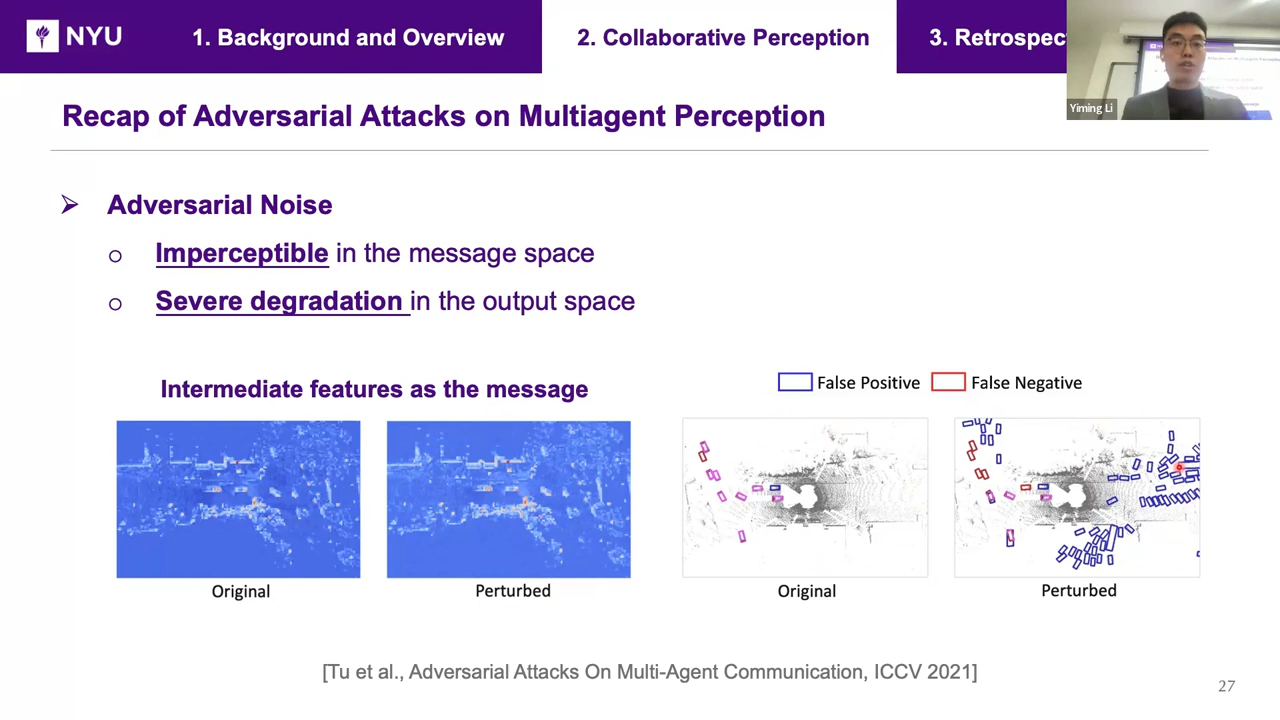 NYU
1. Background and Overview
2. Collaborative Perception
3. Retrospec
Yiming Li
Recap of Adversarial Attacks on Multiagent Perception
➢ Adversarial Noise
o Imperceptible in the message space
o Severe degradation in the output space
Intermediate features as the message
False Positive
False Negative
Original
Perturbed
Original
Perturbed
[Tu et al., Adversarial Attacks On Multi-Agent Communication, ICCV 2021]
27